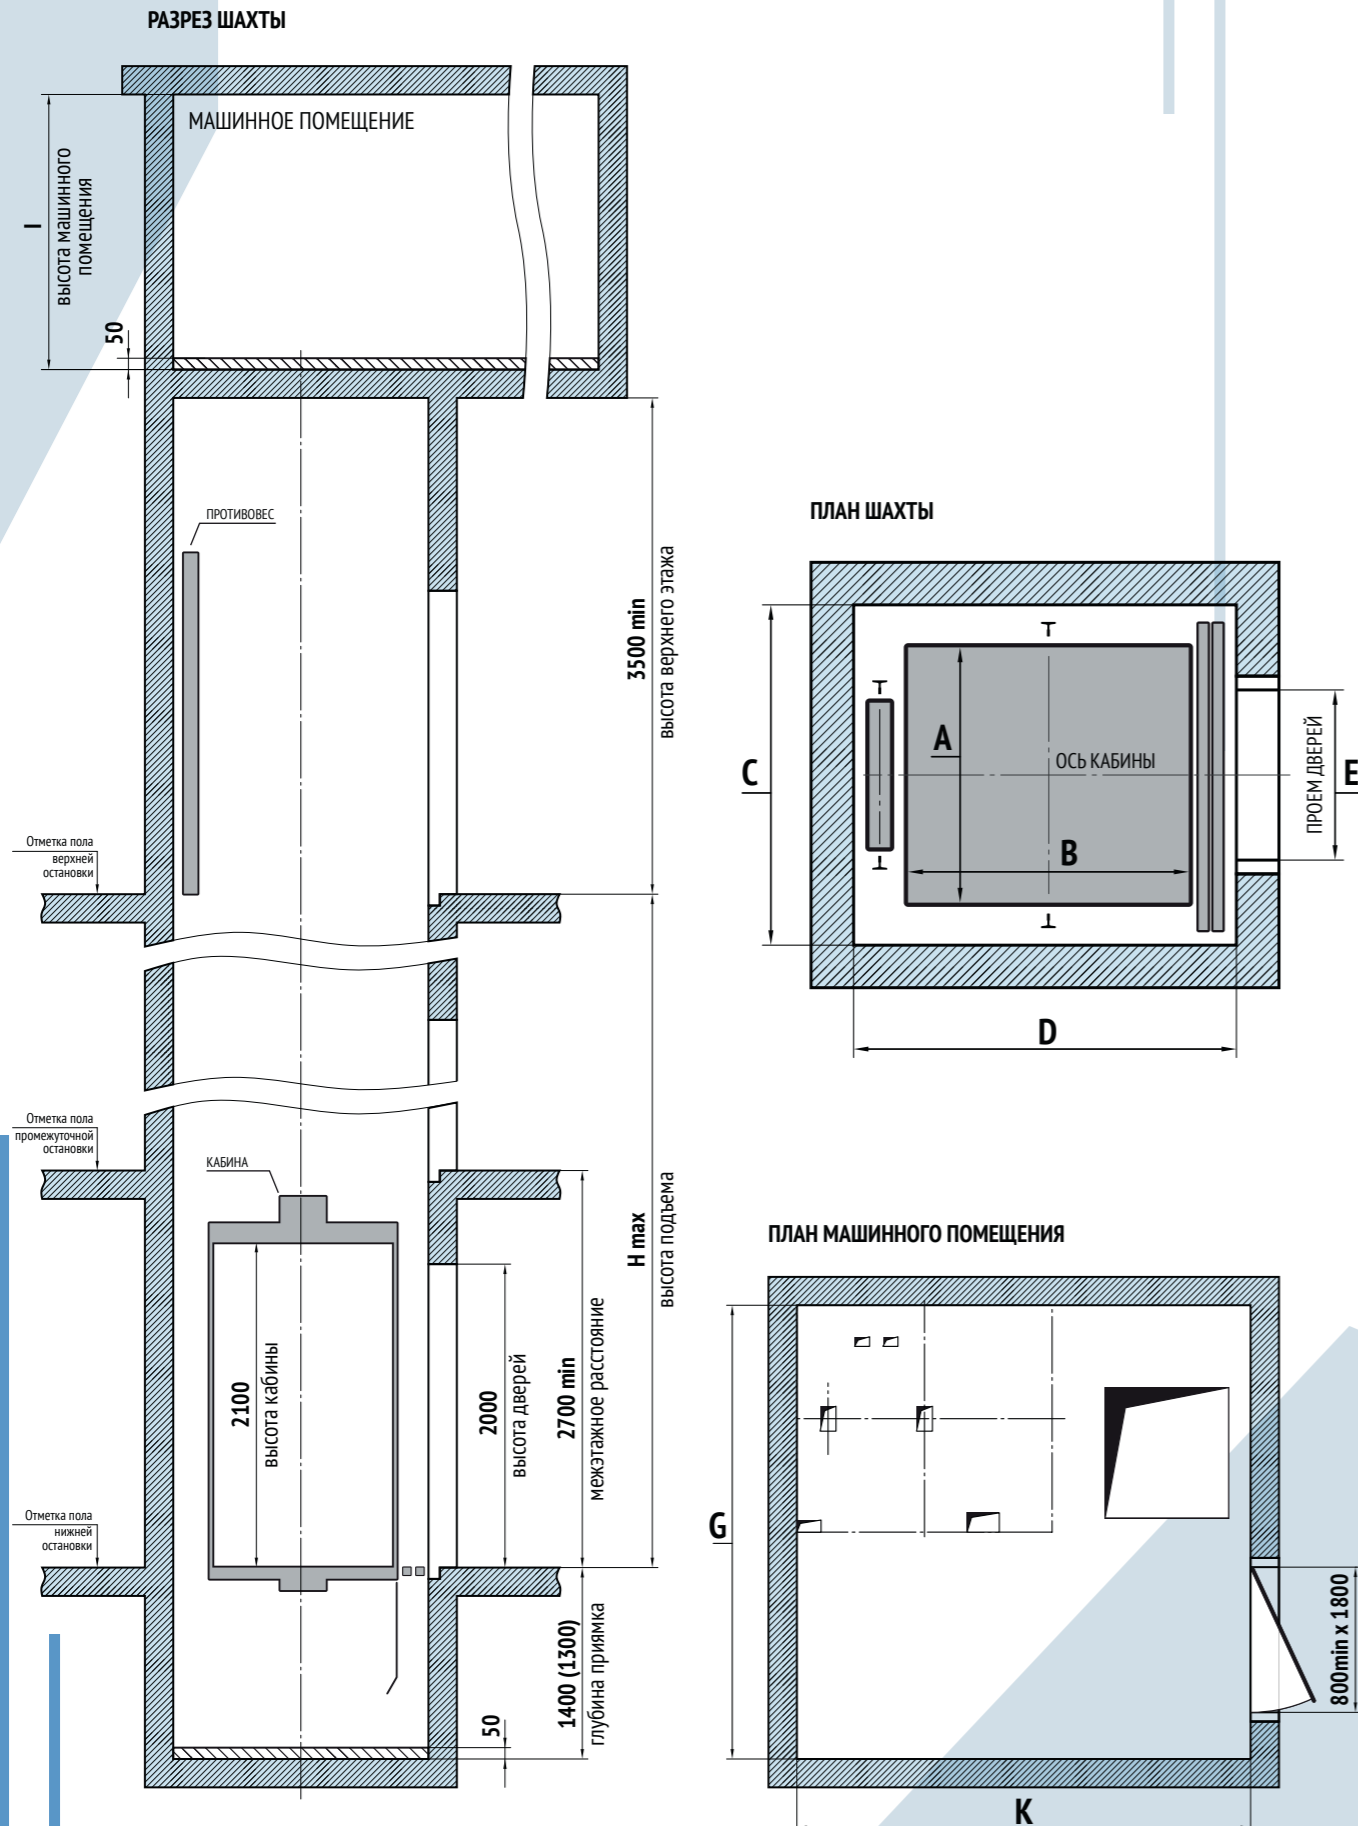 РАЗРЕЗ ШАХТЫ
МАШИННОЕ ПОМЕЩЕНИЕ
I
высота машинного
помещения
50
ПРОТИВОВЕС
3500 min
высота верхнего этажа
Отметка пола
верхней
остановки
Отметка пола
промежуточной
остановки
КАБИНА
H max
высота подъема
2100
высота кабины
2000
высота дверей
2700 min
межэтажное расстояние
Отметка пола
нижней
остановки
1400 (1300)
глубина приямка
50
ПЛАН ШАХТЫ
C
A
ОСЬ КАБИНЫ
B
ПРОЕМ ДВЕРЕЙ
E
D
ПЛАН МАШИННОГО ПОМЕЩЕНИЯ
G
800min x 1800
K